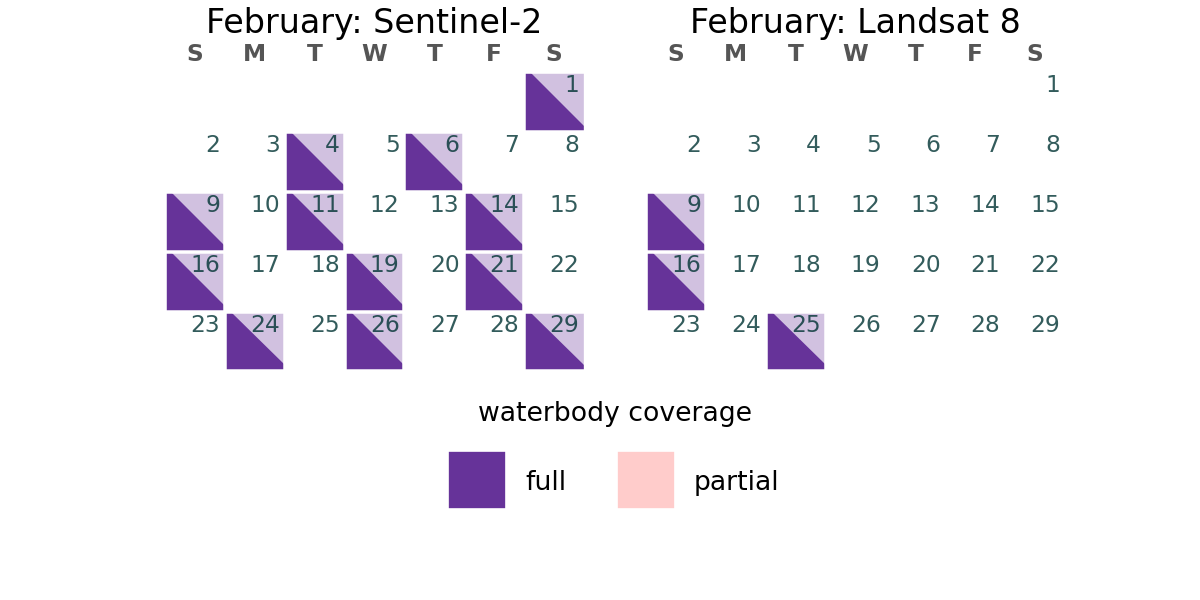 February: Sentinel-2
S M T W T F S
1
2 3 4 5 6 7 8
9 10 11 12 13 14 15
16 17 18 19 20 21 22
23 24 25 26 27 28 29
February: Landsat 8
S M T W T F S
1
2 3 4 5 6 7 8
9 10 11 12 13 14 15
16 17 18 19 20 21 22
23 24 25 26 27 28 29
waterbody coverage
full
partial